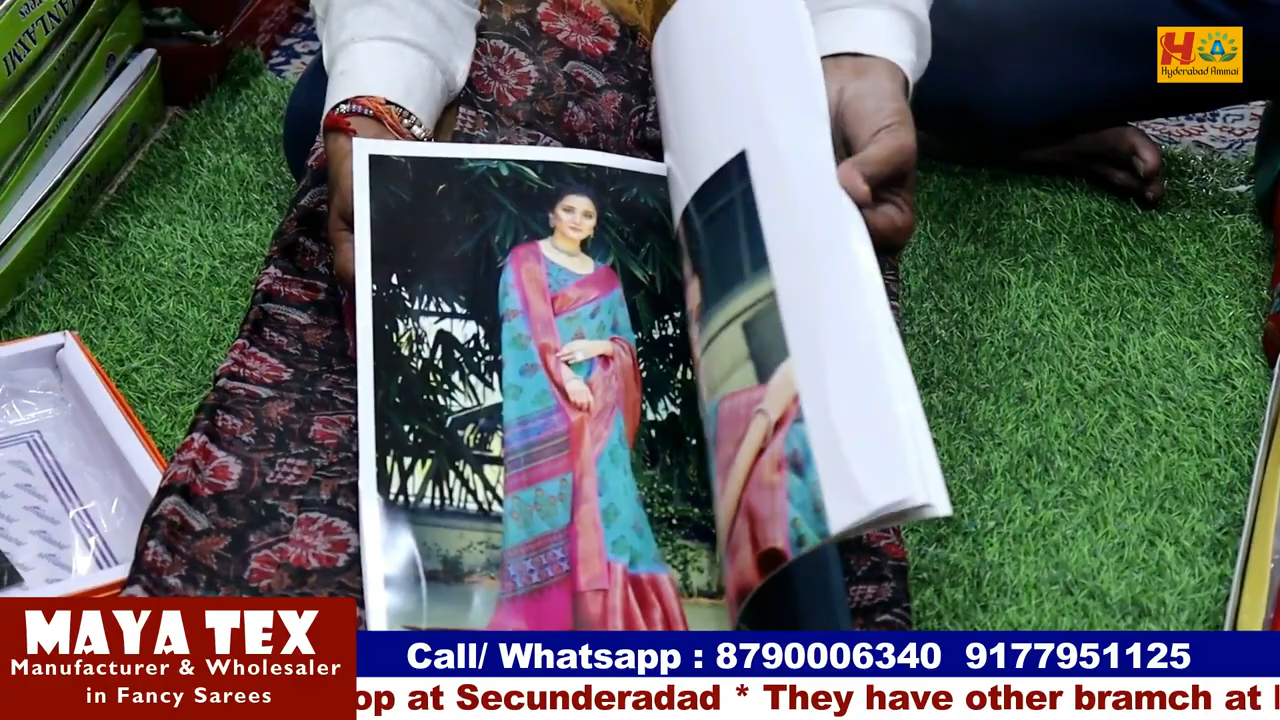 ANLAXMI
H
Hyderabad Ammai
MAYA TEX
Manufacturer & Wholesaler
in Fancy Sarees
Call/ Whatsapp : 8790006340 9177951125
op at Secunderadad * They have other bramch at